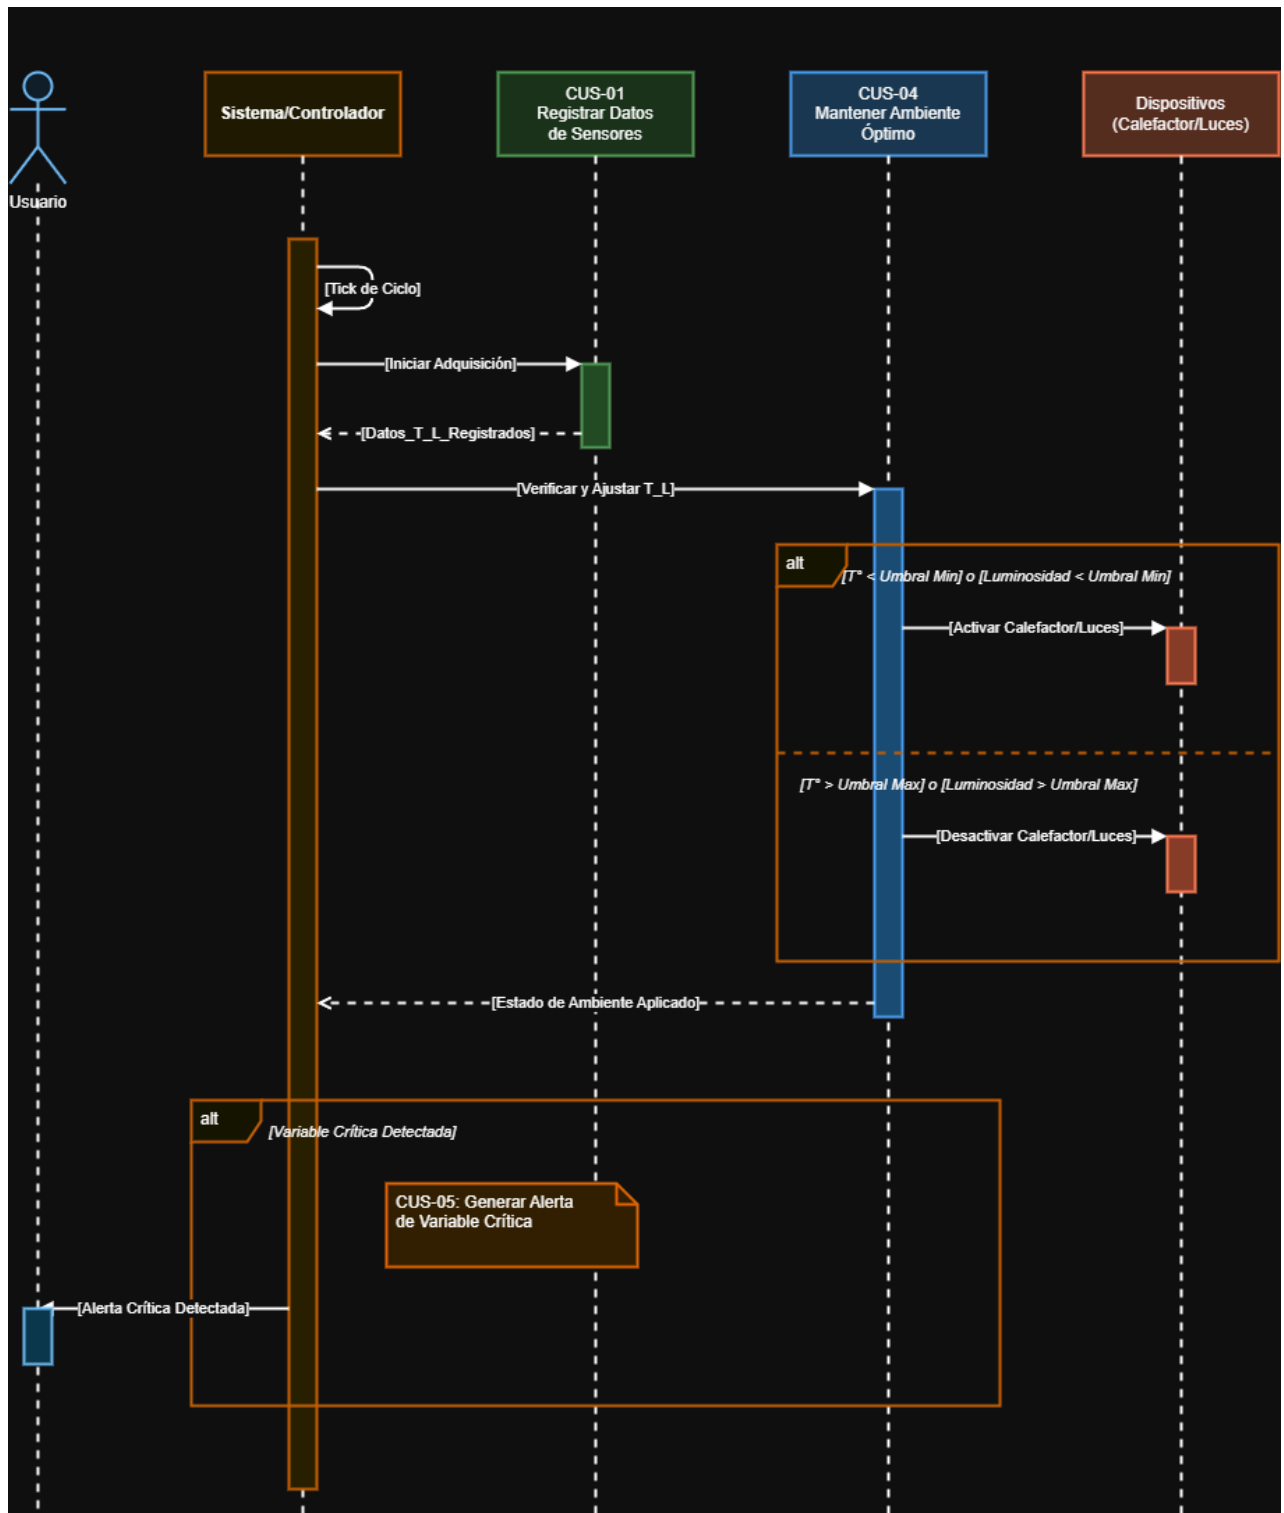 Usuario
Sistema/Controlador
CUS-01
Registrar Datos
de Sensores
CUS-04
Mantener Ambiente
Óptimo
Dispositivos
(Calefactor/Luces)
[Tick de Ciclo]
[Iniciar Adquisición]
[Datos_T_L_Registrados]
[Verificar y Ajustar T_L]
alt
[T° < Umbral Min] o [Luminosidad < Umbral Min]
[Activar Calefactor/Luces]
[T° > Umbral Max] o [Luminosidad > Umbral Max]
[Desactivar Calefactor/Luces]
[Estado de Ambiente Aplicado]
alt
[Variable Crítica Detectada]
CUS-05: Generar Alerta
de Variable Crítica
[Alerta Crítica Detectada]